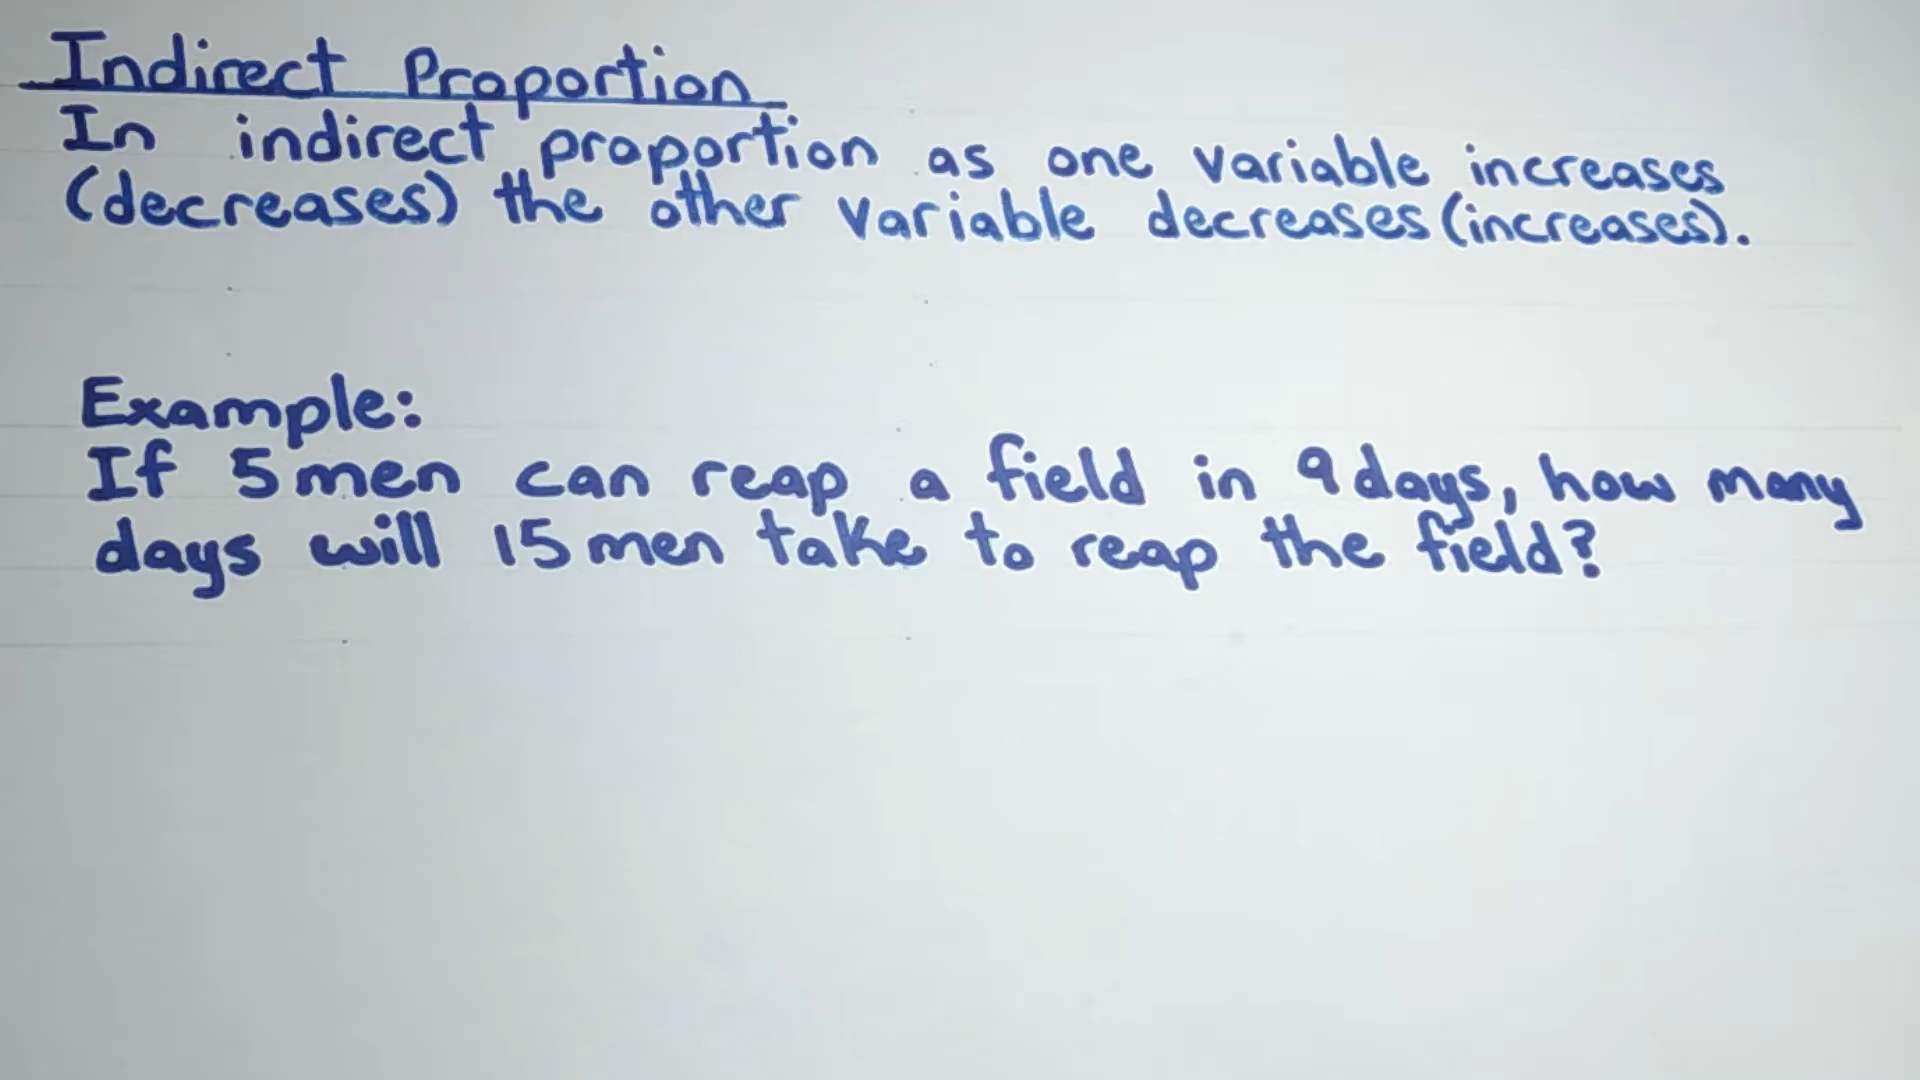 Indirect Proportion
In indirect proportion as one variable increases
(decreases) the other variable decreases (increases).
Example:
If 5 men can reap a field in 9 days, how many
days will 15 men take to reap the field?